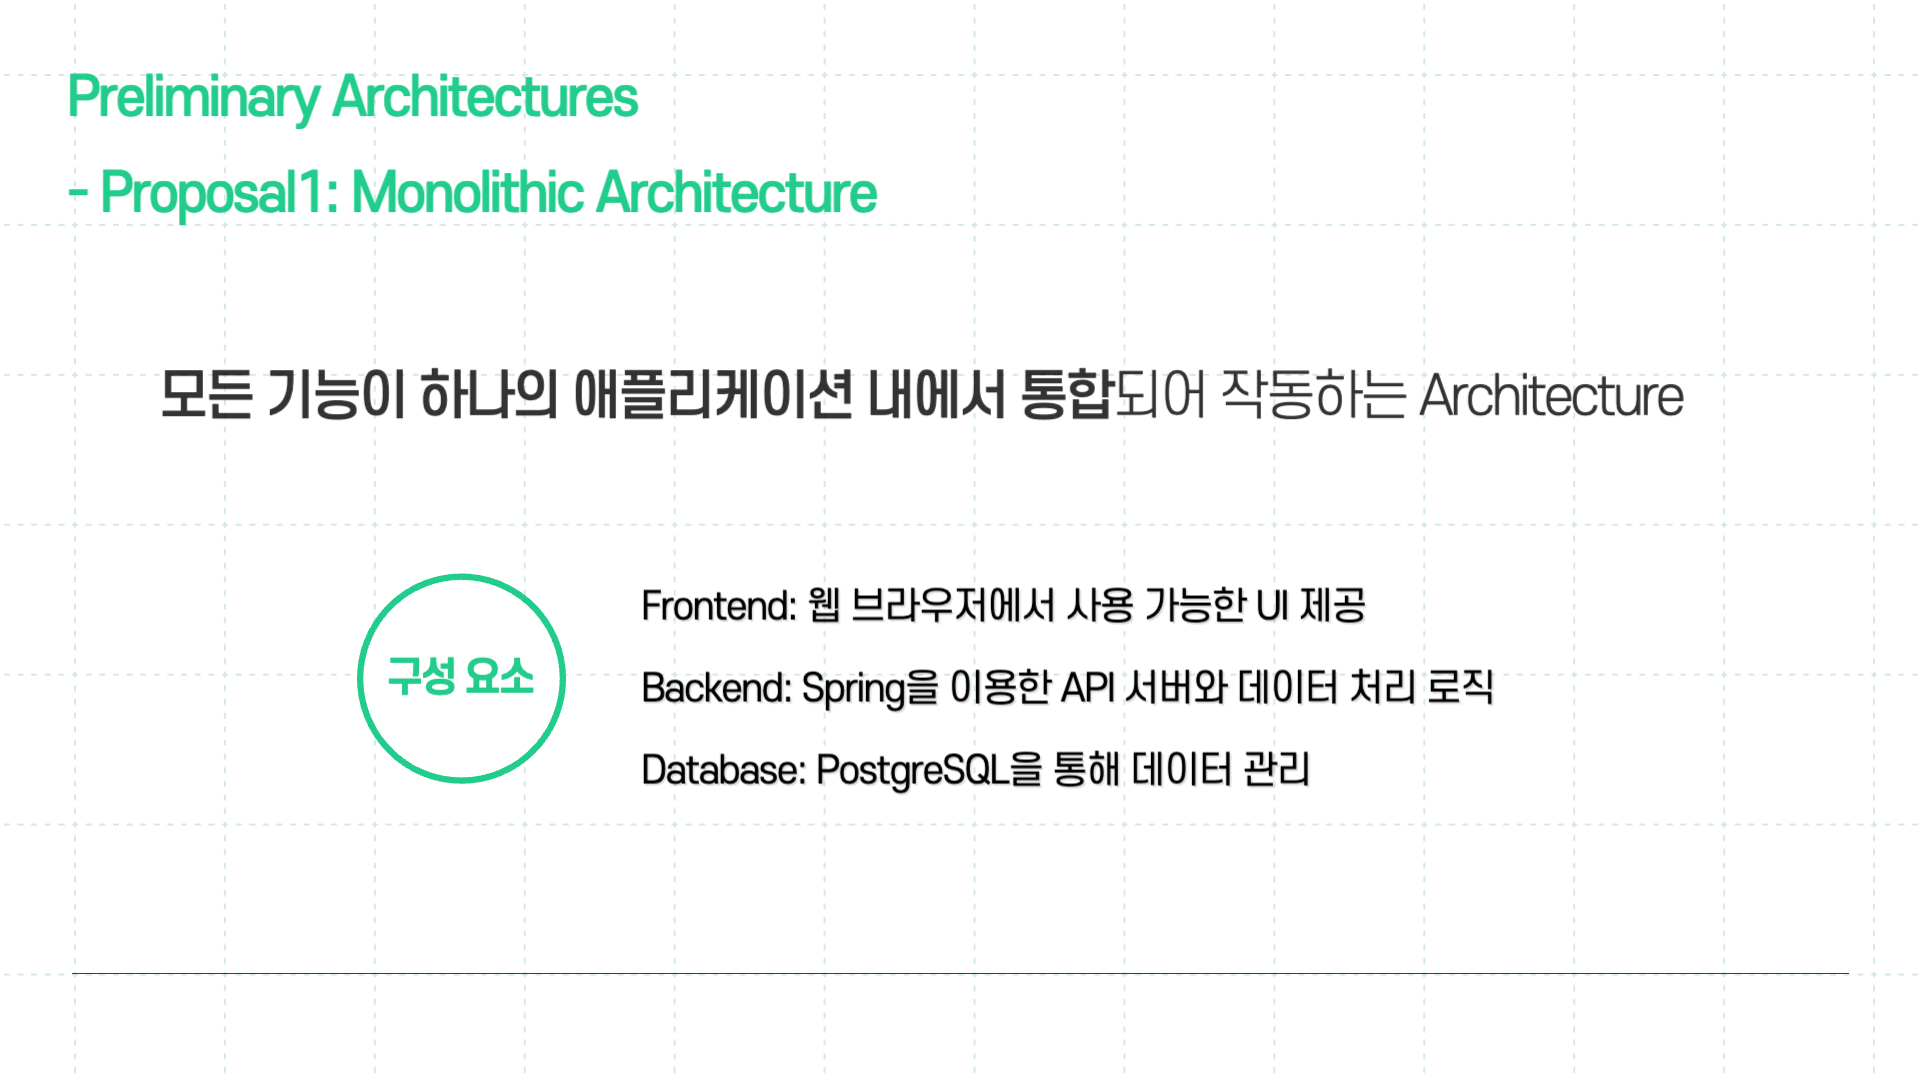 Preliminary Architectures
- Proposal1: Monolithic Architecture
모든 기능이 하나의 애플리케이션 내에서 통합되어 작동하는 Architecture
구성 요소
Frontend: 웹 브라우저에서 사용 가능한 UI 제공
Backend: Spring을 이용한 API 서버와 데이터 처리 로직
Database: PostgreSQL을 통해 데이터 관리